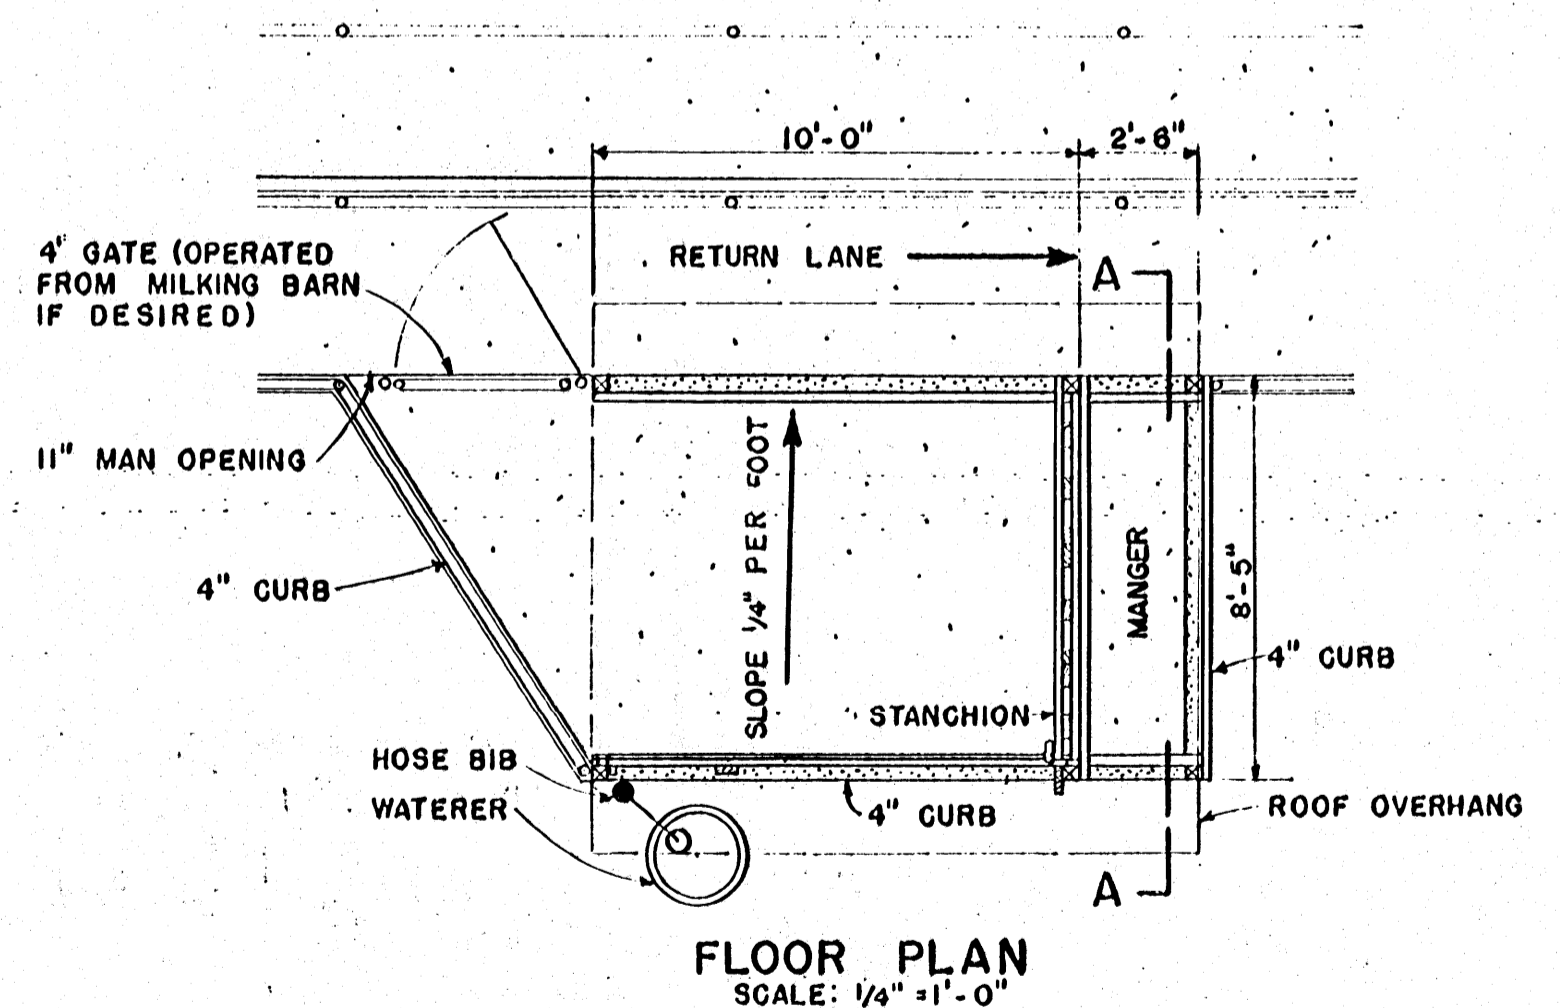 10'-0"
2'-6"
4' GATE (OPERATED
FROM MILKING BARN
IF DESIRED)
RETURN LANE
A
11" MAN OPENING
SLOPE 1/4" PER FOOT
MANGER
8'-5"
4" CURB
4" CURB
STANCHION
HOSE BIB
WATERER
4" CURB
ROOF OVERHANG
A
FLOOR PLAN
SCALE: 1/4" = 1'-0"